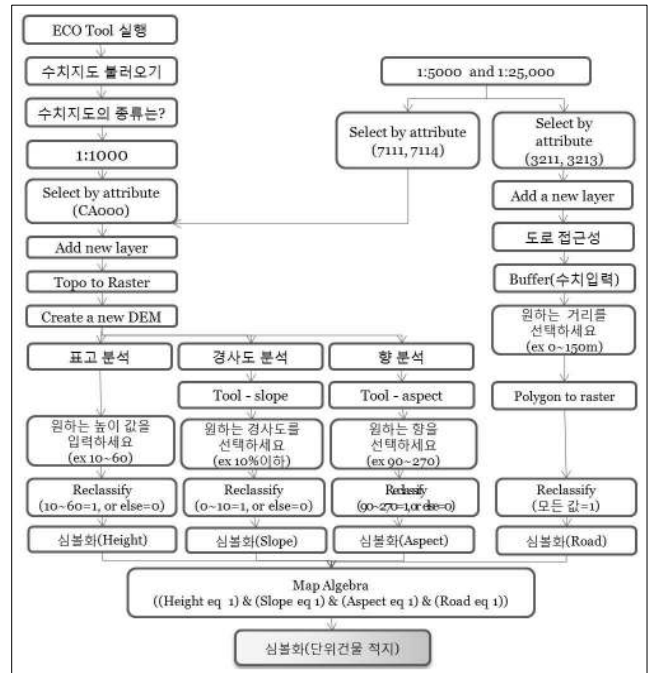 ECO Tool 실행
수치지도 불러오기
수치지도의 종류는?
1:1000
Select by attribute
(CA000)
Add new layer
Topo to Raster
Create a new DEM
1:5000 and 1:25,000
Select by attribute
(7111, 7114)
Select by
attribute
(3211, 3213)
Add a new layer
도로 접근성
Buffer(수치입력)
원하는 거리를
선택하세요
(ex 0~150m)
Polygon to raster
Reclassify
(모든 값=1)
심볼화(Road)
표고 분석
원하는 높이 값을
입력하세요
(ex 10~60)
Reclassify
(10~60=1, or else=0)
심볼화(Height)
경사도 분석
Tool - slope
원하는 경사도를
선택하세요
(ex 10%이하)
Reclassify
(0~10=1, or else=0)
심볼화(Slope)
향 분석
Tool - aspect
원하는 향을
선택하세요
(ex 90~270)
Reclassify
(90~270=1, or else=0)
심볼화(Aspect)
Map Algebra
((Height eq 1) & (Slope eq 1) & (Aspect eq 1) & (Road eq 1))
심볼화(단위건물 적지)